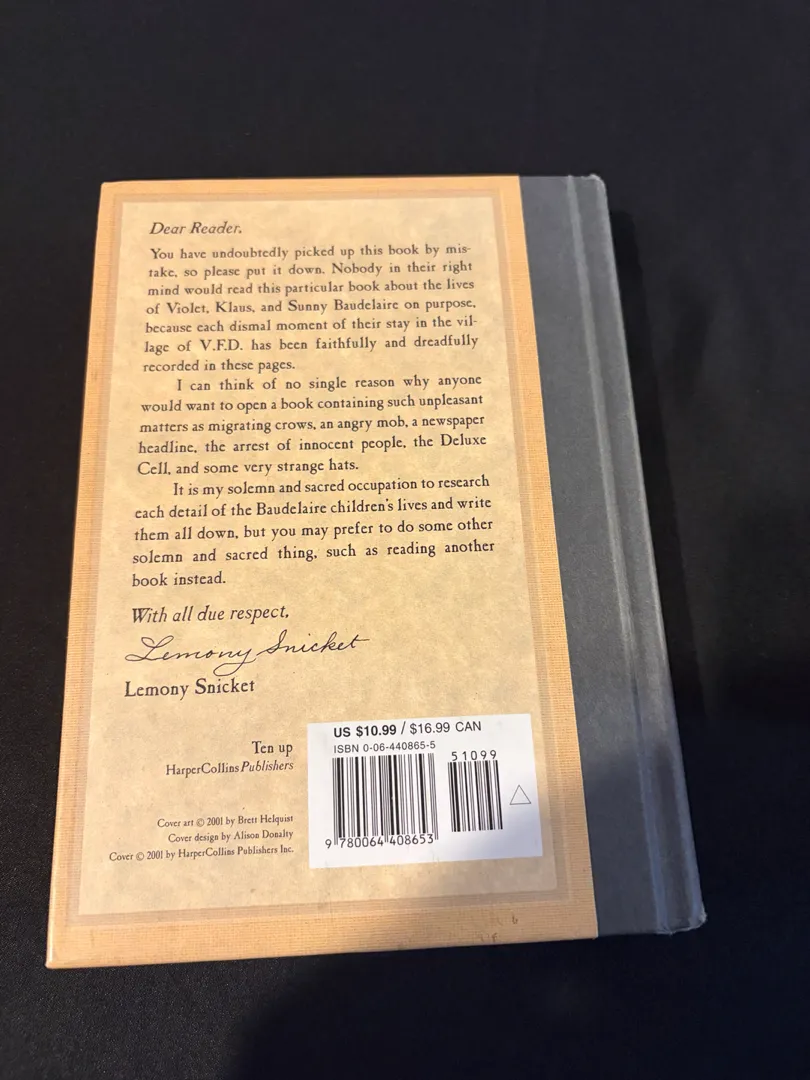 Dear Reader,
You have undoubtedly picked up this book by mis-
take, so please put it down. Nobody in their right
mind would read this particular book about the lives
of Violet, Klaus, and Sunny Baudelaire on purpose,
because each dismal moment of their stay in the vil-
lage of V.F.D. has been faithfully and dreadfully
recorded in these pages.
I can think of no single reason why anyone
would want to open a book containing such unpleasant
matters as migrating crows, an angry mob, a newspaper
headline, the arrest of innocent people, the Deluxe
Cell, and some very strange hats.
It is my solemn and sacred occupation to research
each detail of the Baudelaire children's lives and write
them all down, but you may prefer to do some other
solemn and sacred thing, such as reading another
book instead.
With all due respect,
Lemony Snicket
Lemony Snicket
Ten up
HarperCollinsPublishers
Cover art © 2001 by Brett Helquist
Cover design by Alison Donalty
Cover © 2001 by HarperCollins Publishers Inc.
US $10.99 / $16.99 CAN
ISBN 0-06-440865-5
51099
9 780064 408653